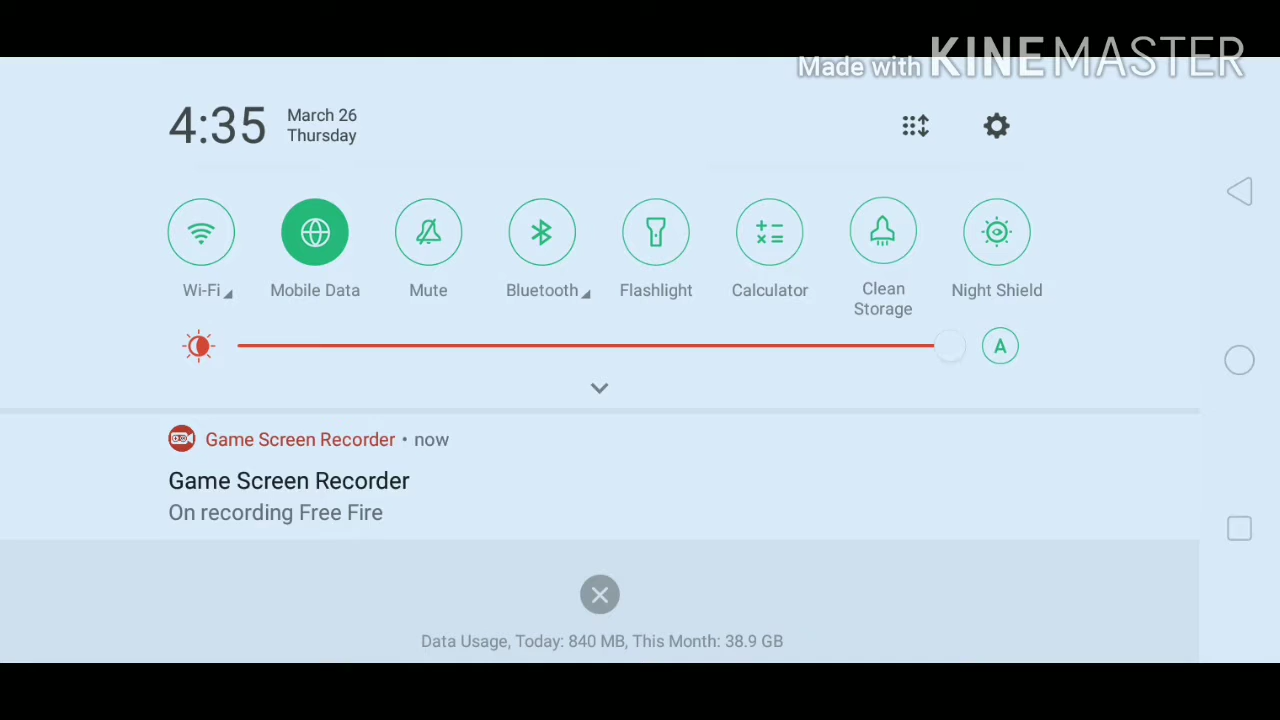 Made with KINEMASTER
4:35
March 26
Thursday
Wi-Fi
Mobile Data
Mute
Bluetooth
Flashlight
Calculator
Clean
Storage
Night Shield
A
Game Screen Recorder • now
Game Screen Recorder
On recording Free Fire
Data Usage, Today: 840 MB, This Month: 38.9 GB